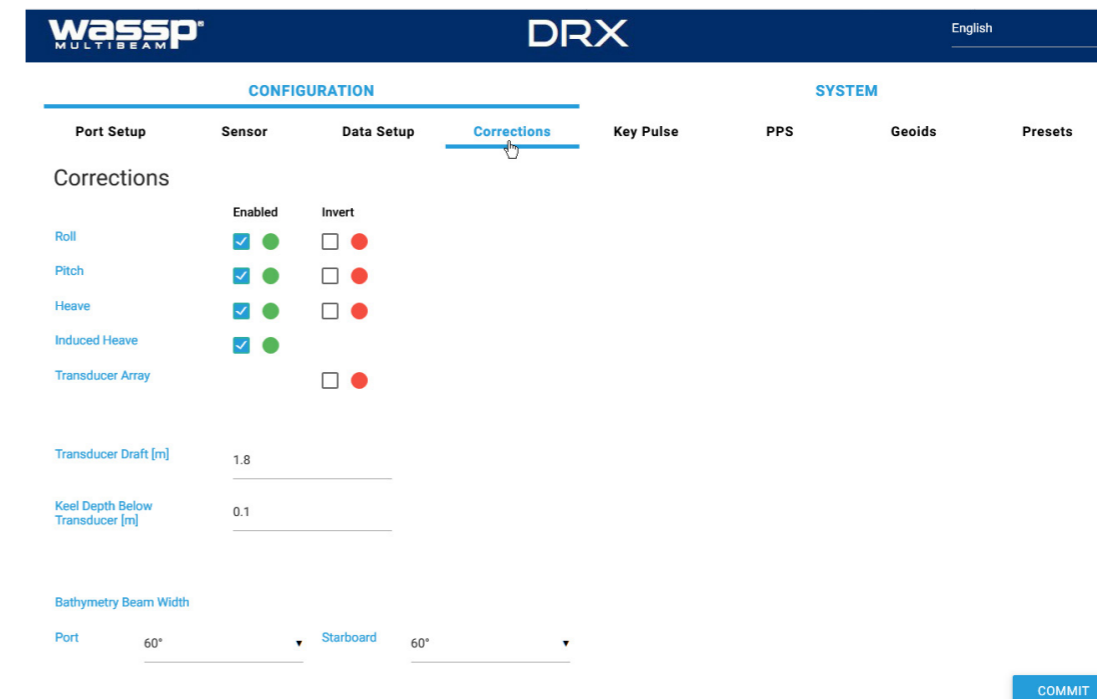 wassp®
MULTIBEAM
DRX
English
CONFIGURATION
SYSTEM
Port Setup
Sensor
Data Setup
Corrections
Key Pulse
PPS
Geoids
Presets
Corrections
Enabled
Invert
Roll
Pitch
Heave
Induced Heave
Transducer Array
Transducer Draft [m]
1.8
Keel Depth Below
Transducer [m]
0.1
Bathymetry Beam Width
Port
60°
Starboard
60°
COMMIT